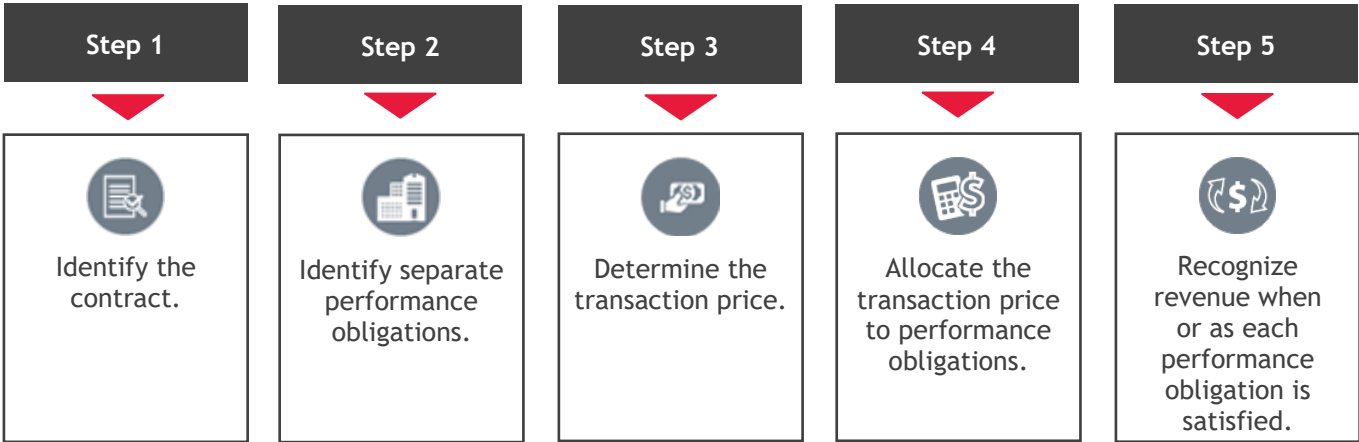 Step 1
Step 2
Step 3
Step 4
Step 5
Identify the
contract.
Identify separate
performance
obligations.
Determine the
transaction price.
Allocate the
transaction price
to performance
obligations.
Recognize
revenue when
or as each
performance
obligation is
satisfied.